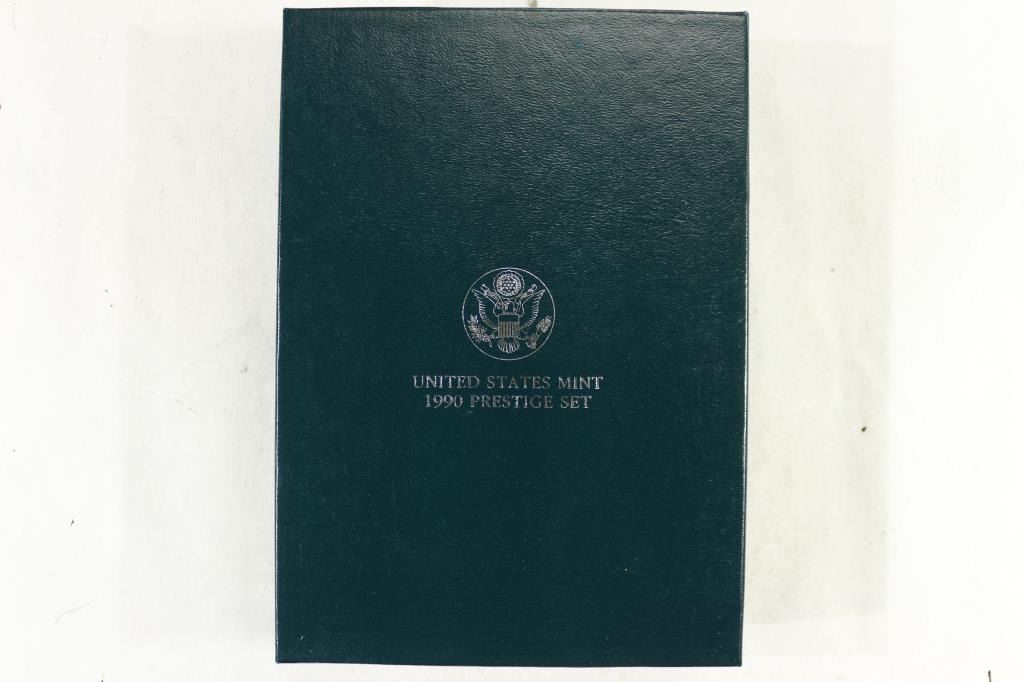 UNITED STATES MINT
1990 PRESTIGE SET